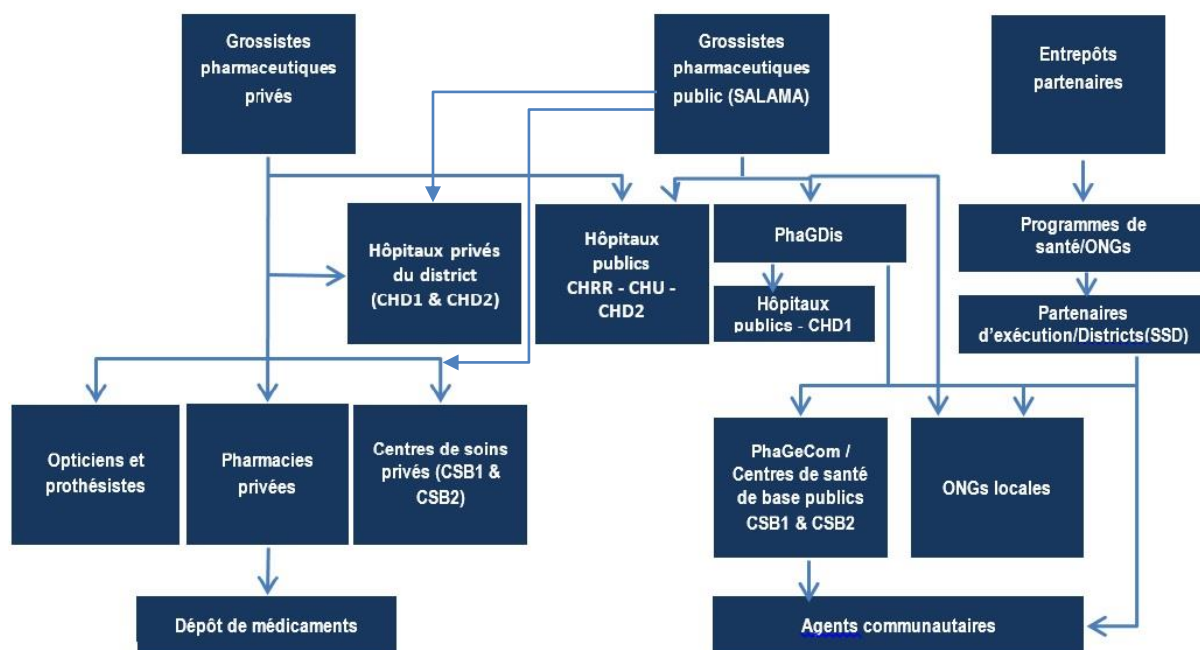 Grossistes
pharmaceutiques
privés
Grossistes
pharmaceutiques
public (SALAMA)
Entrepôts
partenaires
Hôpitaux privés
du district
(CHD1 & CHD2)
Hôpitaux
publics
CHRR - CHU -
CHD2
PhaGDis
Programmes de
santé/ONGs
Hôpitaux
publics - CHD1
Partenaires
d'exécution/Districts(SSD)
Opticiens et
prothésistes
Pharmacies
privées
Centres de soins
privés (CSB1 &
CSB2)
PhaGeCom /
Centres de santé
de base publics
CSB1 & CSB2
ONGs locales
Dépôt de médicaments
Agents communautaires